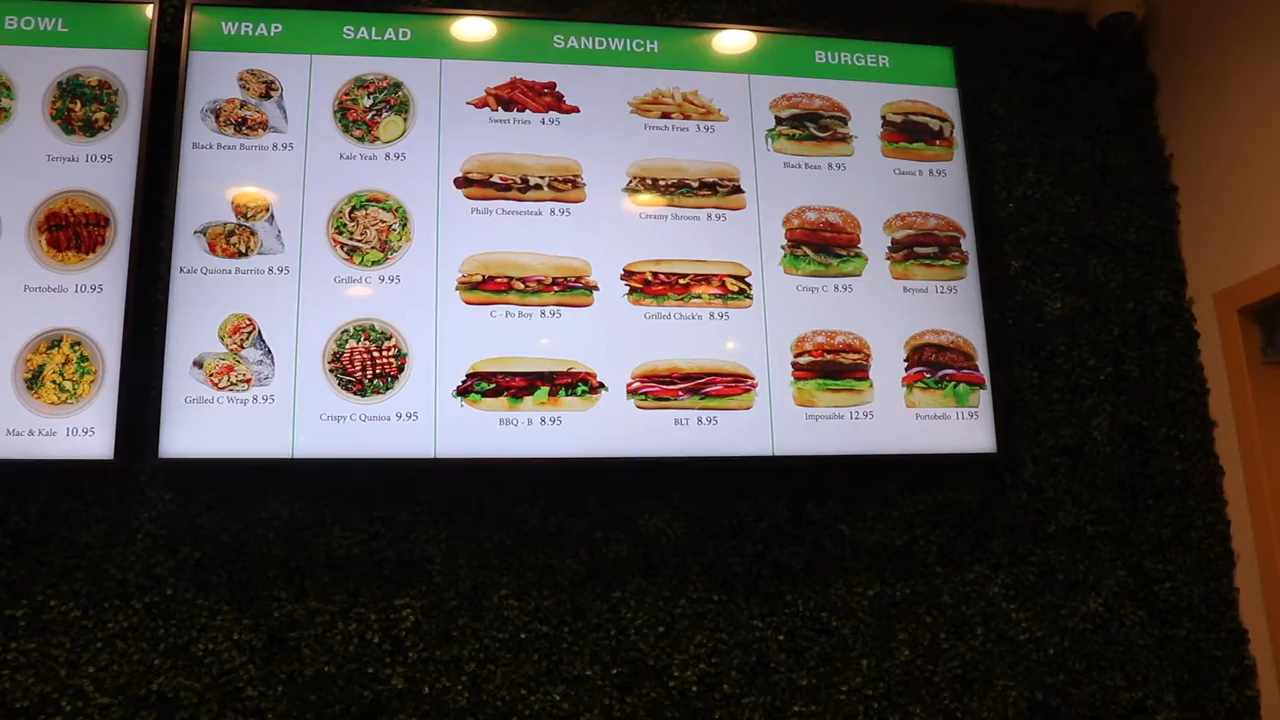 BOWL
Teriyaki 10.95
Portobello 10.95
Mac & Kale 10.95
WRAP
Black Bean Burrito 8.95
Kale Quiona Burrito 8.95
Grilled C Wrap 8.95
SALAD
Kale Yeah 8.95
Grilled C 9.95
Crispy C Qunioa 9.95
SANDWICH
Sweet Fries 4.95
French Fries 3.95
Philly Cheesesteak 8.95
Creamy Shroom 8.95
C - Po Boy 8.95
Grilled Chick'n 8.95
BBQ - B 8.95
BLT 8.95
BURGER
Black Bean 8.95
Classic B 8.95
Crispy C 8.95
Beyond 12.95
Impossible 12.95
Portobello 11.95